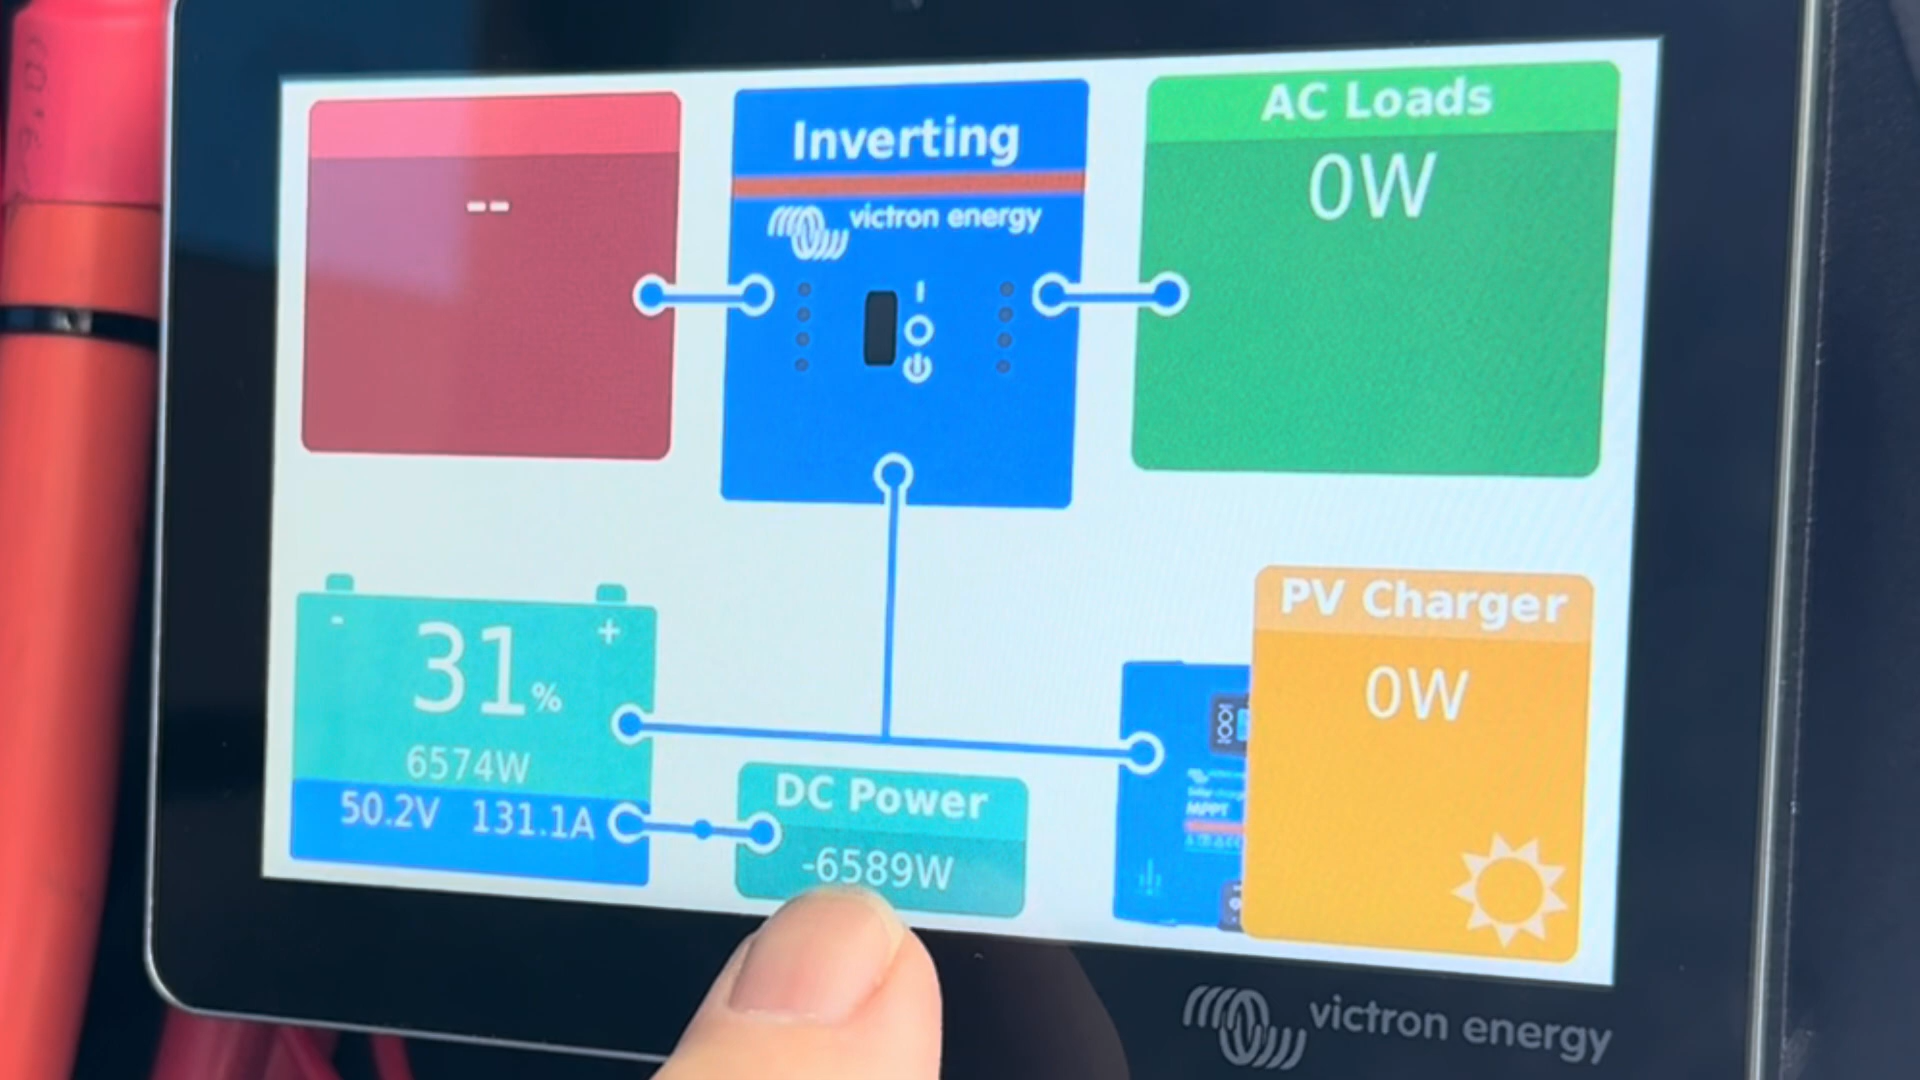 --
Inverting
victron energy
AC Loads
0W
- +
31%
6574W
50.2V 131.1A
DC Power
-6589W
MPPT
PV Charger
0W
victron energy